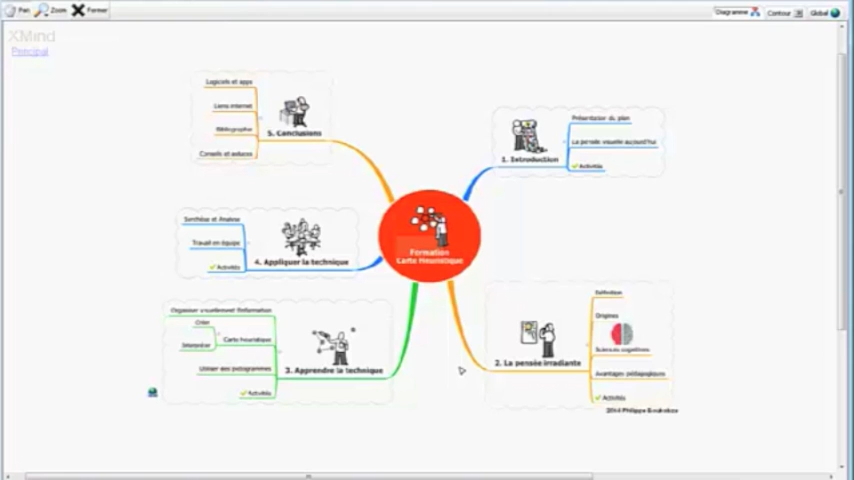 Pan Zoom Fermer
Diagramme Contour Global
XMind
Principal
Formation
Carte Heuristique
1. Introduction
Présentation du plan
La pensée visuelle aujourd'hui
Activités
2. La pensée irradiante
Définition
Origines
Sciences cognitives
Avantages pédagogiques
Activités
3. Apprendre la technique
Organiser visuellement l'information
Carte heuristique
Créer
Interpréter
Utiliser des pictogrammes
Activités
4. Appliquer la technique
Synthèse et Analyse
Travail en équipe
Activités
5. Conclusions
Logiciels et apps
Liens internet
Bibliographie
Conseils et astuces
2014 Philippe